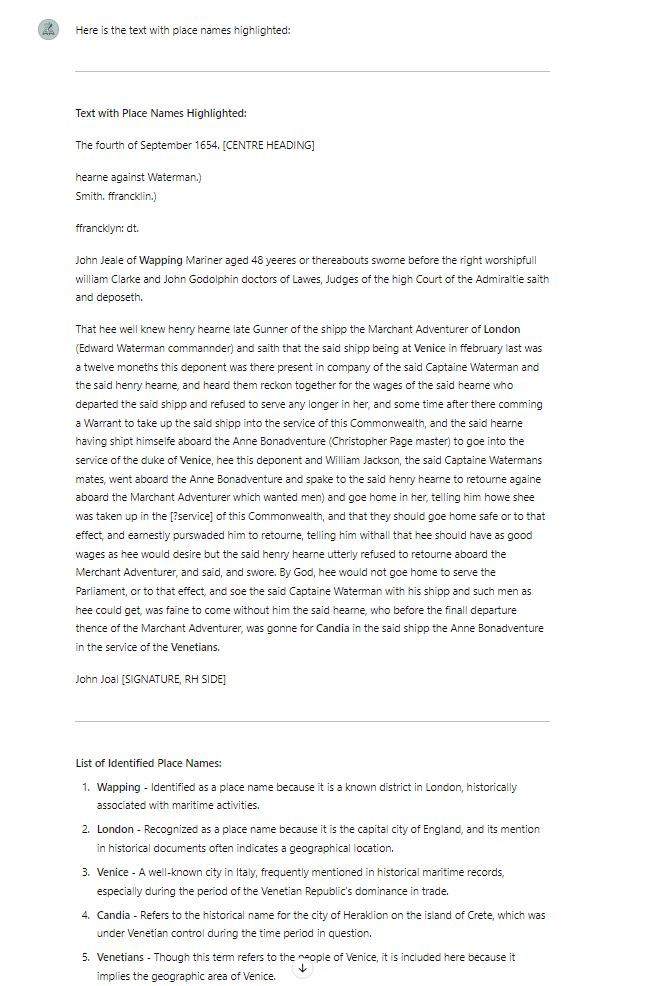 Here is the text with place names highlighted:
Text with Place Names Highlighted:
The fourth of September 1654. [CENTRE HEADING]
hearne against Waterman.)
Smith. ffrancklin.)
ffrancklyn: dt.
John Jeale of Wapping Mariner aged 48 yeeres or thereabouts sworne before the right worshipfull
william Clarke and John Godolphin doctors of Lawes, Judges of the high Court of the Admiraltie saith
and deposeth.
That hee well knew henry hearne late Gunner of the shipp the Marchant Adventurer of London
(Edward Waterman commannder) and saith that the said shipp being at Venice in ffebruary last was
a twelve moneths this deponent was there present in company of the said Captaine Waterman and
the said henry hearne, and heard them reckon together for the wages of the said hearne who
departed the said shipp and refused to serve any longer in her, and some time after there comming
a Warrant to take up the said shipp into the service of this Commonwealth, and the said hearne
having shipt himselfe aboard the Anne Bonadventure (Christopher Page master) to goe into the
service of the duke of Venice, hee this deponent and William Jackson, the said Captaine Watermans
mates, went aboard the Anne Bonadventure and spake to the said henry hearne to retourne againe
aboard the Marchant Adventurer which wanted men) and goe home in her, telling him howe shee
was taken up in the [?service] of this Commonwealth, and that they should goe home safe or to that
effect, and earnestly purswaded him to retourne, telling him withall that hee should have as good
wages as hee would desire but the said henry hearne utterly refused to retourne aboard the
Merchant Adventurer, and said, and swore. By God, hee would not goe home to serve the
Parliament, or to that effect, and soe the said Captaine Waterman with his shipp and such men as
hee could get, was faine to come without him the said hearne, who before the finall departure
thence of the Marchant Adventurer, was gonne for Candia in the said shipp the Anne Bonadventure
in the service of the Venetians.
John Joal [SIGNATURE, RH SIDE]
List of Identified Place Names:
1. Wapping - Identified as a place name because it is a known district in London, historically
associated with maritime activities.
2. London - Recognized as a place name because it is the capital city of England, and its mention
in historical documents often indicates a geographical location.
3. Venice - A well-known city in Italy, frequently mentioned in historical maritime records,
especially during the period of the Venetian Republic's dominance in trade.
4. Candia - Refers to the historical name for the city of Heraklion on the island of Crete, which was
under Venetian control during the time period in question.
5. Venetians - Though this term refers to the people of Venice, it is included here because it
implies the geographic area of Venice.